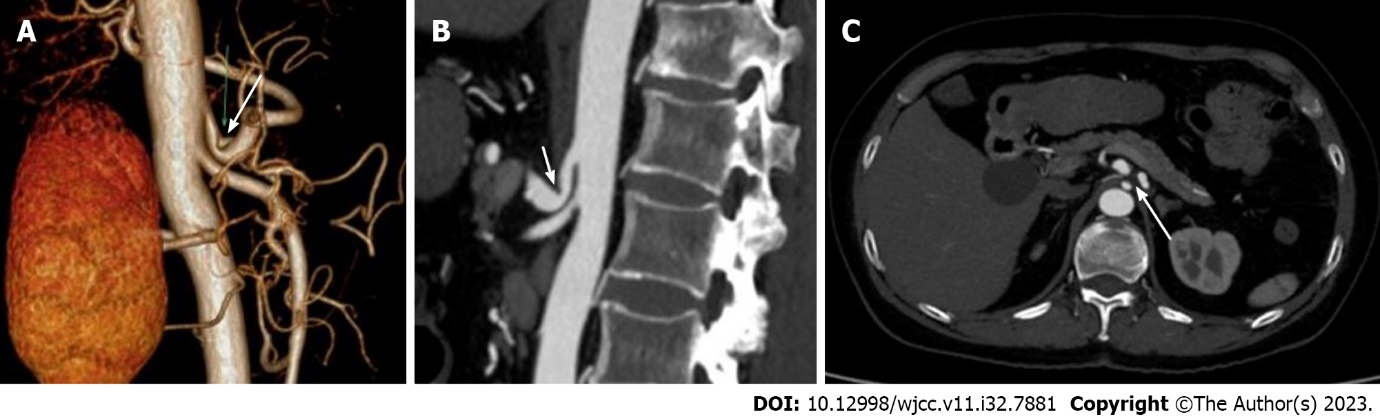 A
B
C
DOI: 10.12998/wjcc.v11.i32.7881 Copyright ©The Author(s) 2023.